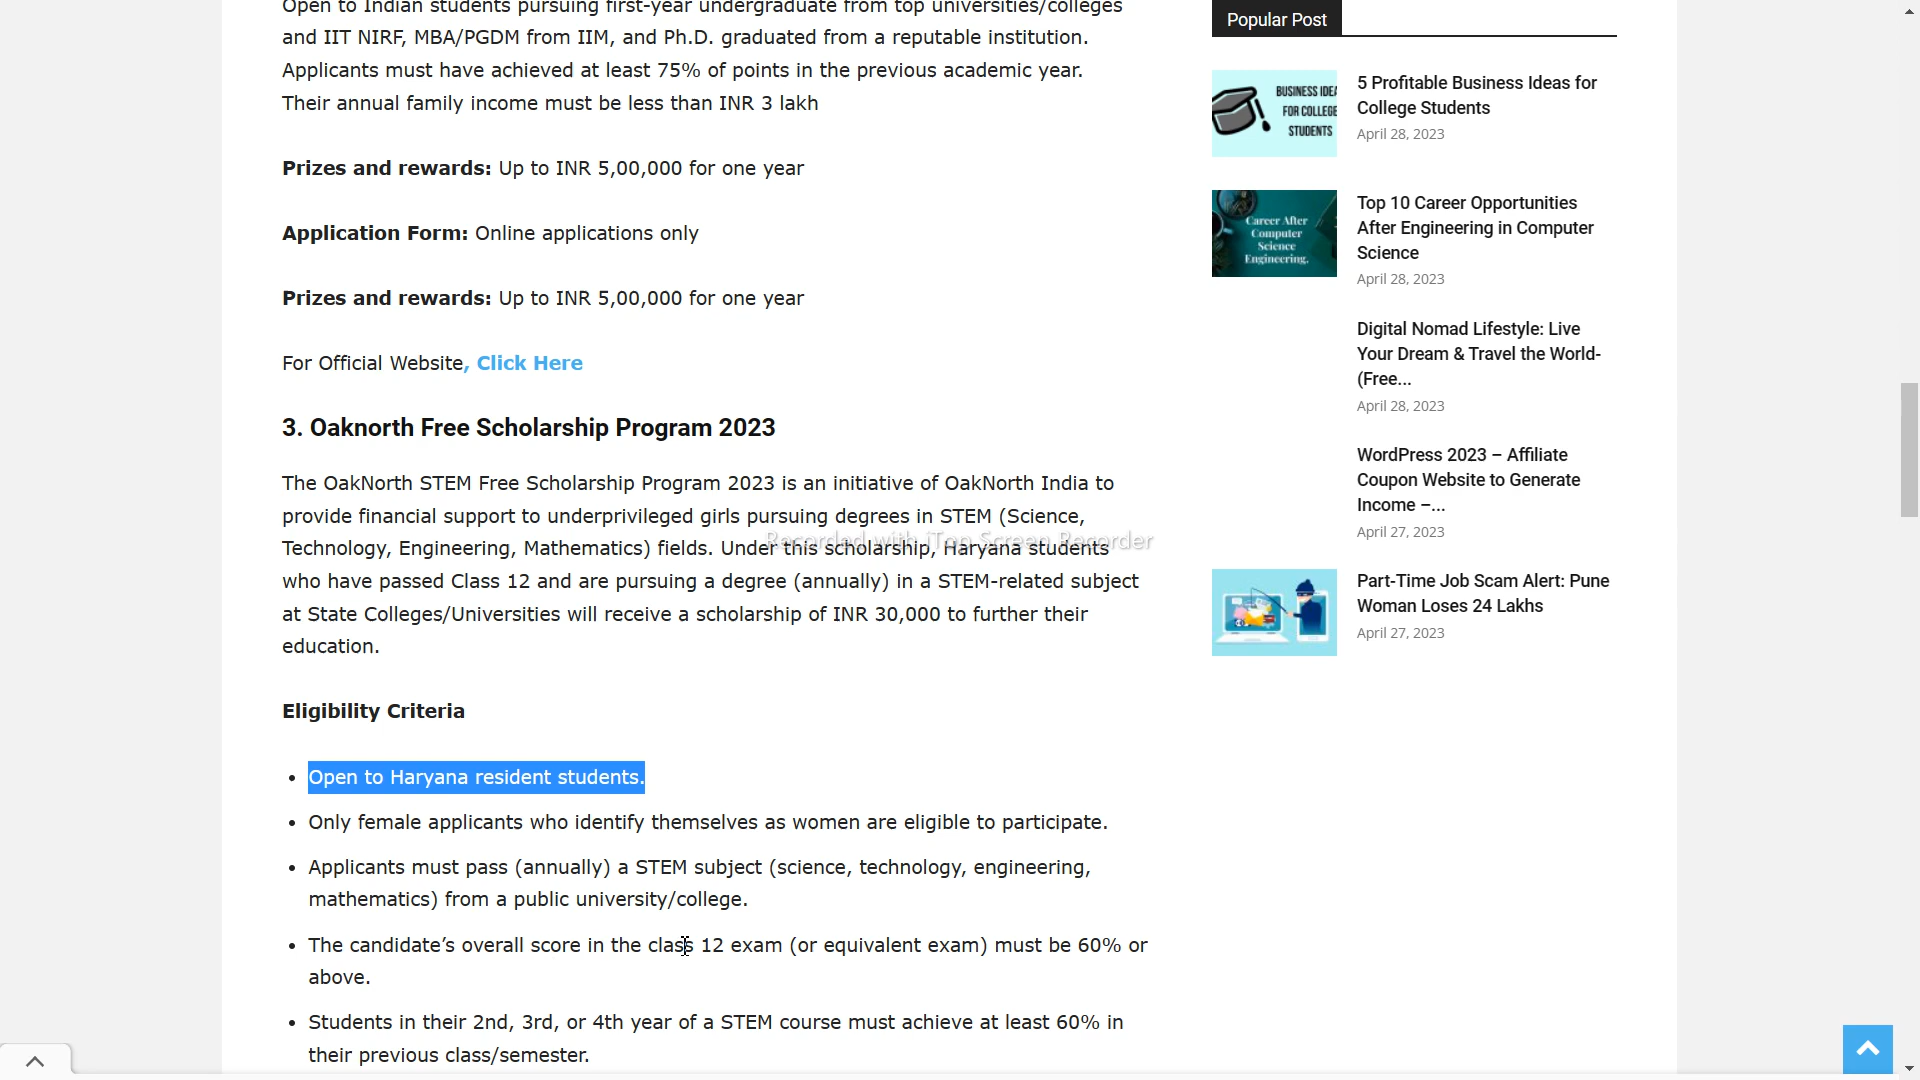 Open to Indian students pursuing first-year undergraduate from top universities/colleges
and IIT NIRF, MBA/PGDM from IIM, and Ph.D. graduated from a reputable institution.
Applicants must have achieved at least 75% of points in the previous academic year.
Their annual family income must be less than INR 3 lakh
Prizes and rewards: Up to INR 5,00,000 for one year
Application Form: Online applications only
Prizes and rewards: Up to INR 5,00,000 for one year
For Official Website, Click Here
3. Oaknorth Free Scholarship Program 2023
The OakNorth STEM Free Scholarship Program 2023 is an initiative of OakNorth India to
provide financial support to underprivileged girls pursuing degrees in STEM (Science,
Technology, Engineering, Mathematics) fields. Under this scholarship, Haryana students
who have passed Class 12 and are pursuing a degree (annually) in a STEM-related subject
at State Colleges/Universities will receive a scholarship of INR 30,000 to further their
education.
Recorded with iTop Screen Recorder
Eligibility Criteria
• Open to Haryana resident students.
• Only female applicants who identify themselves as women are eligible to participate.
• Applicants must pass (annually) a STEM subject (science, technology, engineering,
mathematics) from a public university/college.
• The candidate’s overall score in the class 12 exam (or equivalent exam) must be 60% or
above.
• Students in their 2nd, 3rd, or 4th year of a STEM course must achieve at least 60% in
their previous class/semester.
Popular Post
BUSINESS IDEA
FOR COLLEGE
STUDENTS
5 Profitable Business Ideas for
College Students
April 28, 2023
Career After
Computer
Science
Engineering.
Top 10 Career Opportunities
After Engineering in Computer
Science
April 28, 2023
Digital Nomad Lifestyle: Live
Your Dream & Travel the World-
(Free...
April 28, 2023
WordPress 2023 – Affiliate
Coupon Website to Generate
Income –...
April 27, 2023
Part-Time Job Scam Alert: Pune
Woman Loses 24 Lakhs
April 27, 2023